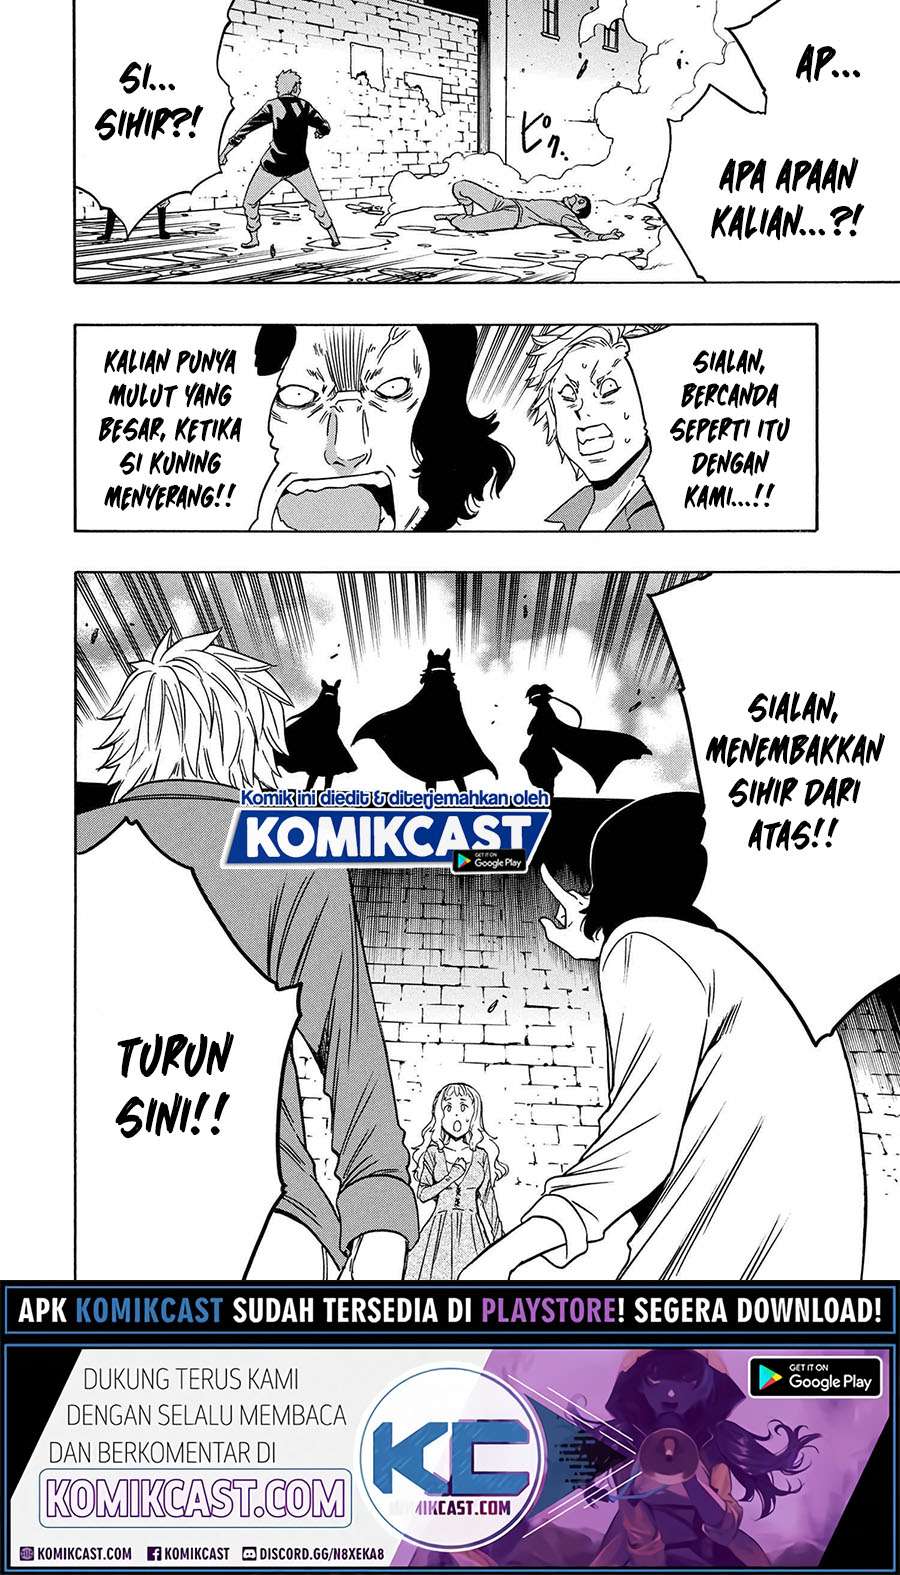 AP...
APA APAAN
KALIAN...?!
SI...
SIHIR?!
ピク、
SIALAN,
BERCANDA
SEPERTI ITU
DENGAN
KAMI...!!
KALIAN PUNYA
MULUT YANG
BESAR, KETIKA
SI KUNING
MENYERANG!!
SIALAN,
MENEMBAKKAN
SIHIR DARI
ATAS!!
Komik ini diedit & diterjemahkan oleh
KOMIKCAST
GET IT ON
Google Play
TURUN
SINI!!
APK KOMIKCAST SUDAH TERSEDIA DI PLAYSTORE! SEGERA DOWNLOAD!
DUKUNG TERUS KAMI
DENGAN SELALU MEMBACA
DAN BERKOMENTAR DI
KOMIKCAST.COM
KC
GET IT ON
Google Play
KOMIKCAST.COM KOMIKCAST DISCORD.GG/N8XEKA8